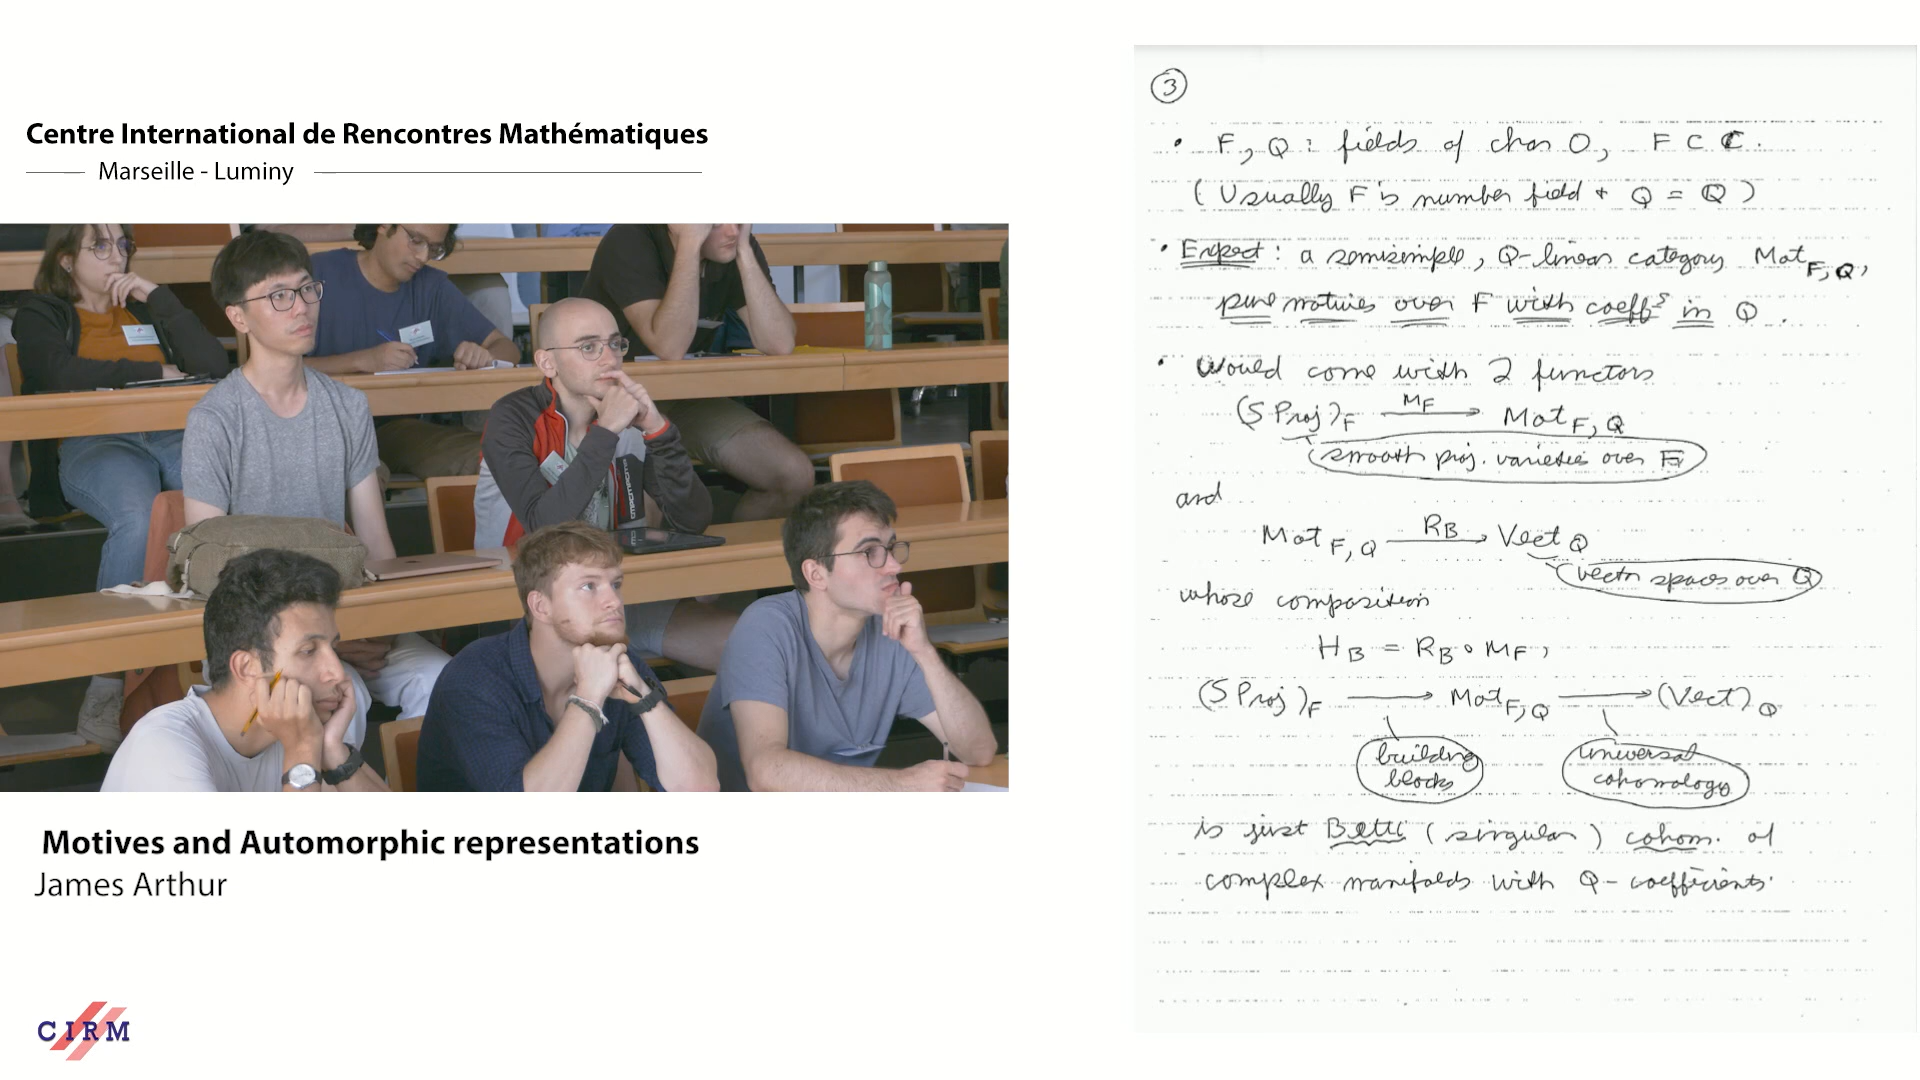 Centre International de Rencontres Mathématiques
Marseille - Luminy
Motives and Automorphic representations
James Arthur
CIRM
③
• F, Q : fields of char 0, F ⊂ ℂ.
(Usually F is number field + Q = ℚ)
• Expect : a semisimple, Q-linear category Mot_{F,Q},
pure motives over F with coeffs in Q.
• Would come with 2 functors
(S Proj)_F —M_F→ Mot_{F,Q}
(smooth proj. varieties over F)
and
Mot_{F,Q} —R_B→ Vect_Q
(vectr spaces over Q)
whose composition
H_B = R_B ∘ M_F,
(S Proj)_F → Mot_{F,Q} → (Vect)_Q
building blocks
universal cohomology
is just Betti (singular) cohom. of
complex manifolds with Q-coefficients.